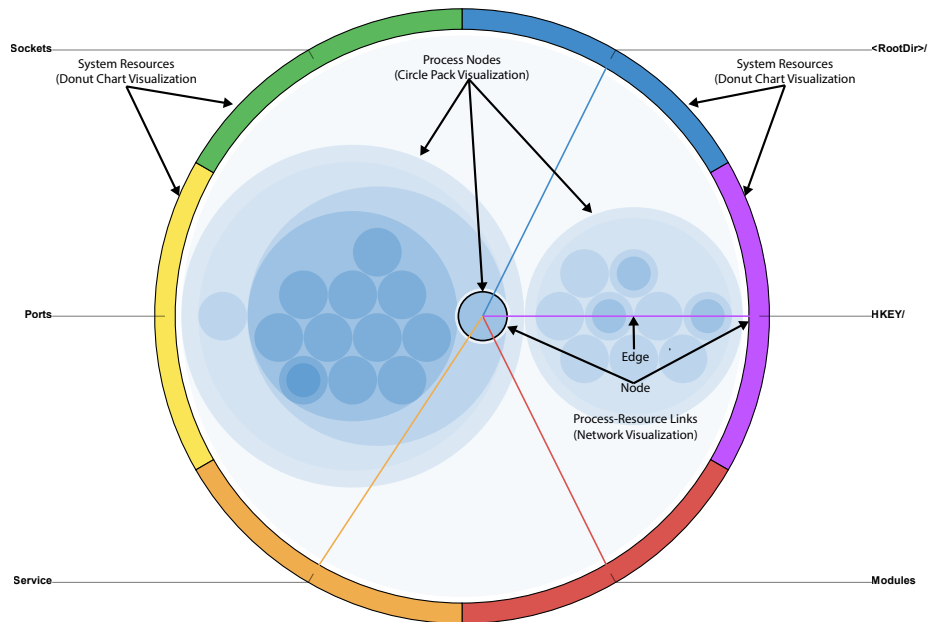 Sockets
<RootDir>/
System Resources
(Donut Chart Visualization
Process Nodes
(Circle Pack Visualization)
System Resources
(Donut Chart Visualization
Ports
HKEY/
Edge
Node
Process-Resource Links
(Network Visualization)
Service
Modules